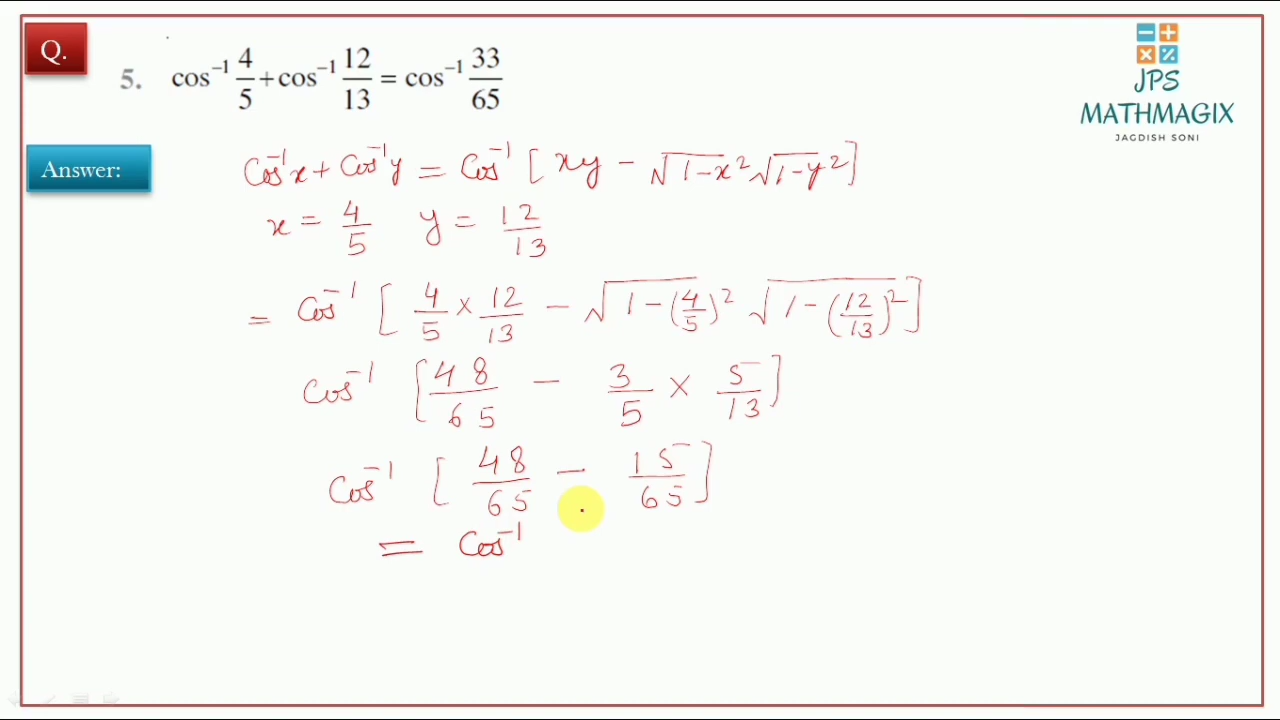 Q.
5. cos⁻¹ 4/5 + cos⁻¹ 12/13 = cos⁻¹ 33/65
JPS
MATHMAGIX
JAGDISH SONI
Answer:
Cos⁻¹x + Cos⁻¹y = Cos⁻¹ [ xy − √1−x² √1−y² ]
x = 4/5 y = 12/13
= Cos⁻¹ [ 4/5 × 12/13 − √1−(4/5)² √1−(12/13)² ]
Cos⁻¹ [ 48/65 − 3/5 × 5/13 ]
Cos⁻¹ [ 48/65 − 15/65 ]
= Cos⁻¹